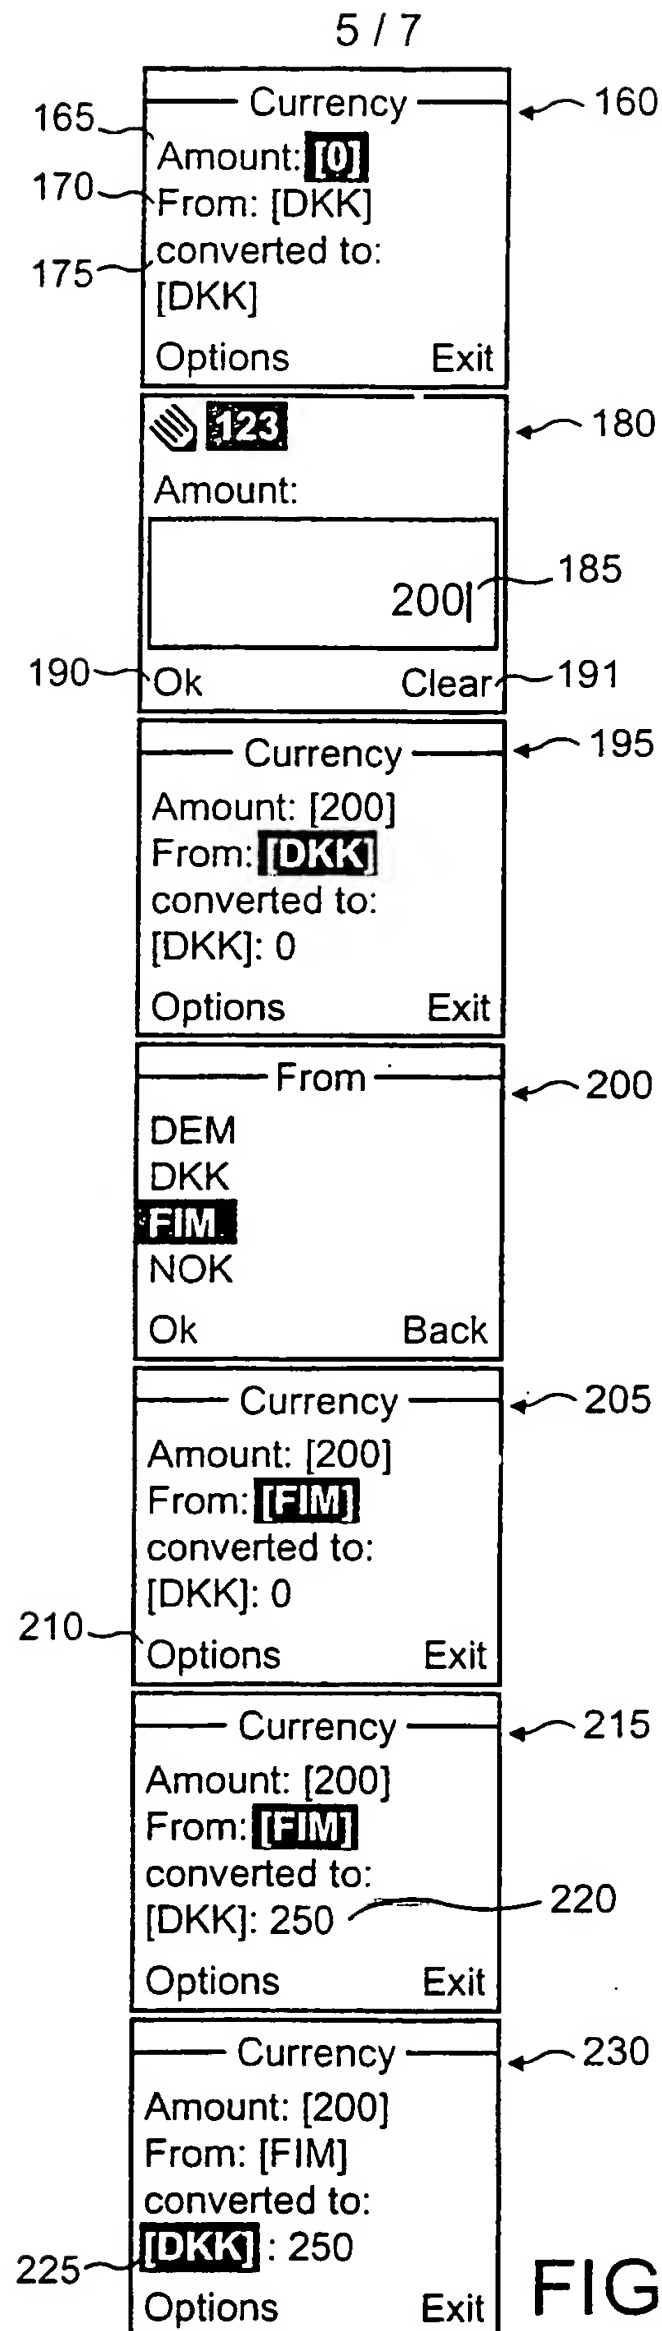 5 / 7
Currency
160
165
Amount: [0]
170
From: [DKK]
converted to:
175
[DKK]
Options Exit
123
180
Amount:
200
185
190
Ok Clear
191
Currency
195
Amount: [200]
From: [DKK]
converted to:
[DKK]: 0
Options Exit
From
200
DEM
DKK
FIM
NOK
Ok Back
Currency
205
Amount: [200]
From: [FIM]
converted to:
[DKK]: 0
210
Options Exit
Currency
215
Amount: [200]
From: [FIM]
converted to:
[DKK]: 250
220
Options Exit
Currency
230
Amount: [200]
From: [FIM]
converted to:
[DKK] : 250
225
Options Exit
FIG